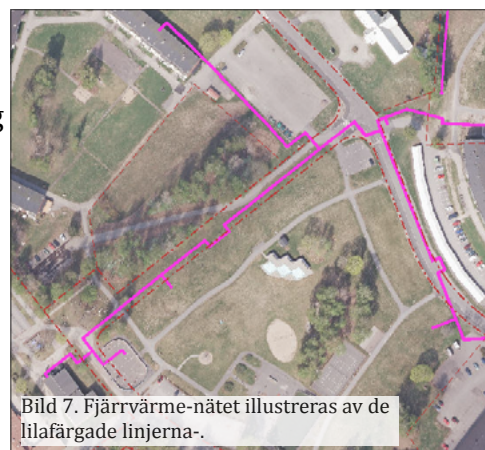 g
Bild 7. Fjärrvärme-nätet illustreras av de
lilafärgade linjerna-.